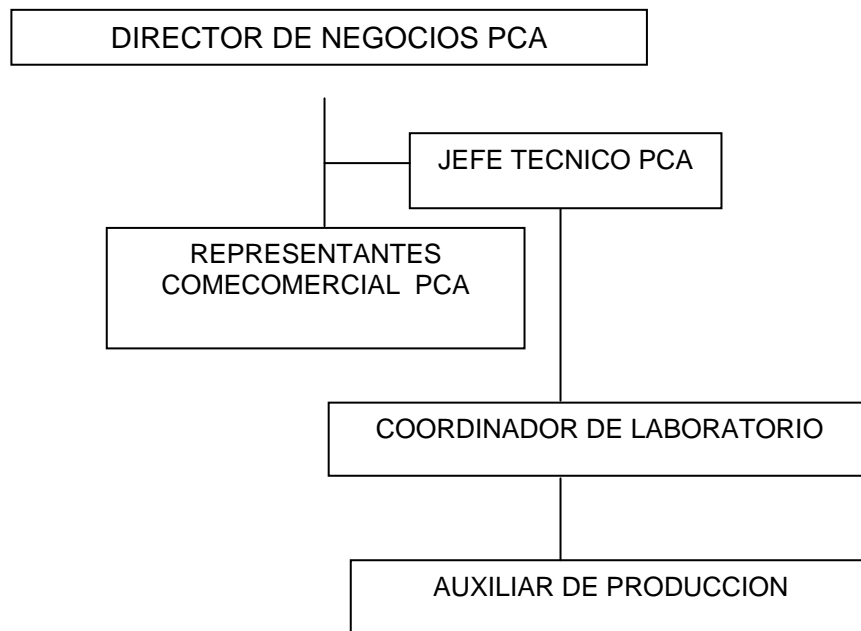 DIRECTOR DE NEGOCIOS PCA
JEFE TECNICO PCA
REPRESENTANTES
COMECOMERCIAL PCA
COORDINADOR DE LABORATORIO
AUXILIAR DE PRODUCCION